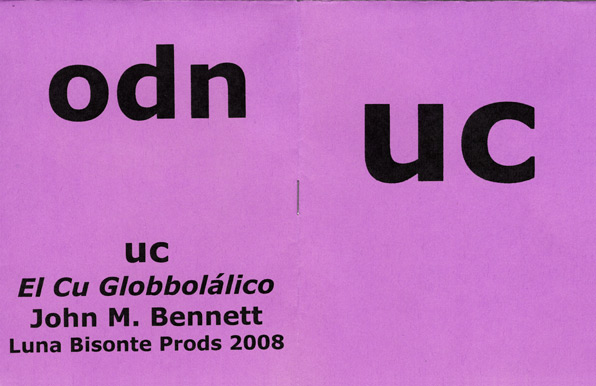 odn
uc
El Cu Globbolálico
John M. Bennett
Luna Bisonte Prods 2008
uc